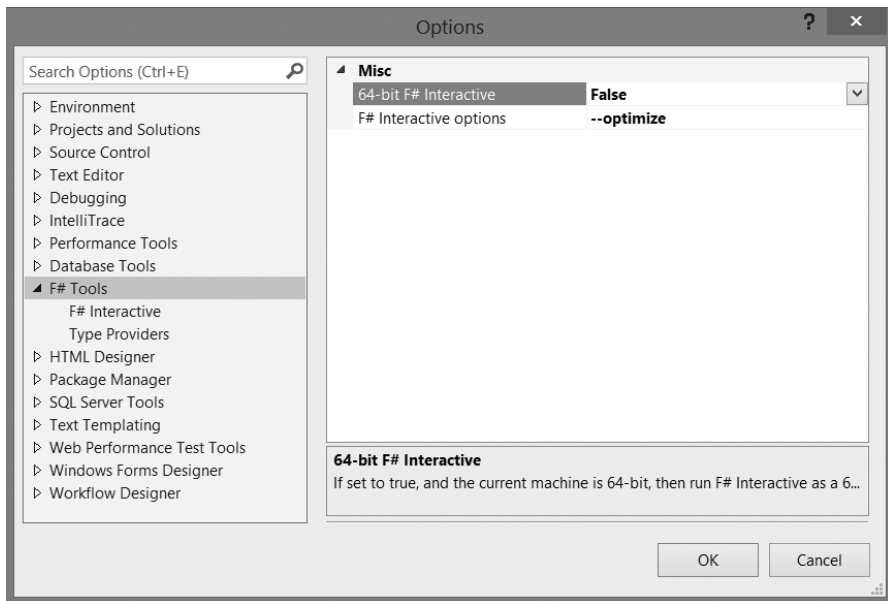 Options
?
×
Search Options (Ctrl+E)
Environment
Projects and Solutions
Source Control
Text Editor
Debugging
IntelliTrace
Performance Tools
Database Tools
F# Tools
F# Interactive
Type Providers
HTML Designer
Package Manager
SQL Server Tools
Text Templating
Web Performance Test Tools
Windows Forms Designer
Workflow Designer
Misc
64-bit F# Interactive False
F# Interactive options --optimize
64-bit F# Interactive
If set to true, and the current machine is 64-bit, then run F# Interactive as a 6...
OK Cancel